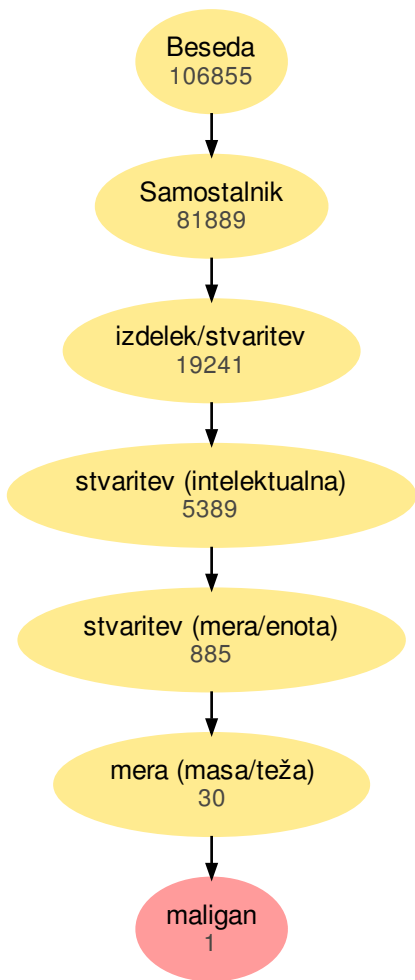 Beseda
106855
Samostalnik
81889
izdelek/stvaritev
19241
stvaritev (intelektualna)
5389
stvaritev (mera/enota)
885
mera (masa/teža)
30
maligan
1